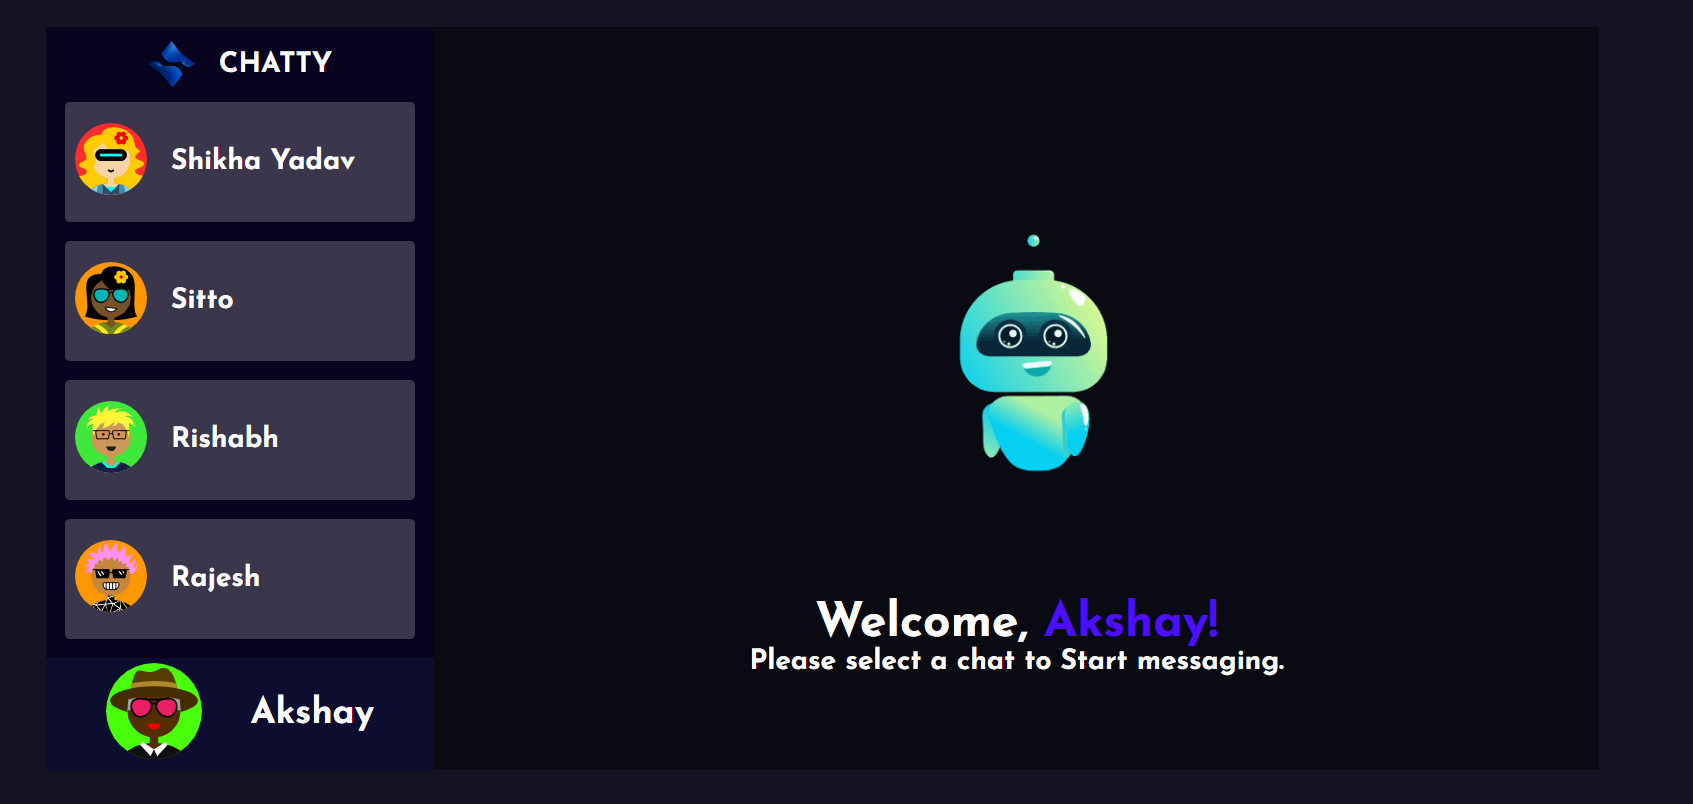 CHATTY
Shikha Yadav
Sitto
Rishabh
Rajesh
Akshay
Welcome, Akshay!
Please select a chat to Start messaging.